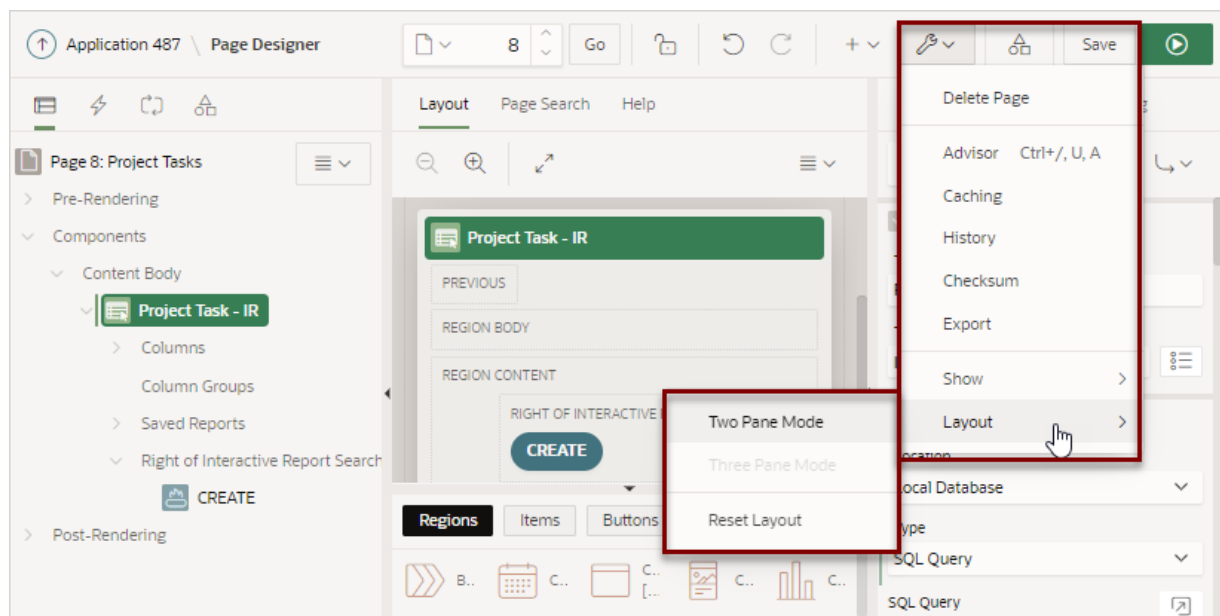 Application 487 \ Page Designer
8
Go
Save
Layout
Page Search
Help
Delete Page
Page 8: Project Tasks
Advisor Ctrl+/, U, A
Pre-Rendering
Caching
Components
Project Task - IR
History
Content Body
PREVIOUS
Checksum
Project Task - IR
REGION BODY
Export
Columns
REGION CONTENT
Show
Column Groups
RIGHT OF INTERACTIVE
Two Pane Mode
Layout
Saved Reports
CREATE
Three Pane Mode
Location
Right of Interactive Report Search
Local Database
CREATE
Regions
Items
Buttons
Reset Layout
Type
Post-Rendering
SQL Query
B..
C..
C..
[...
C..
C..
SQL Query